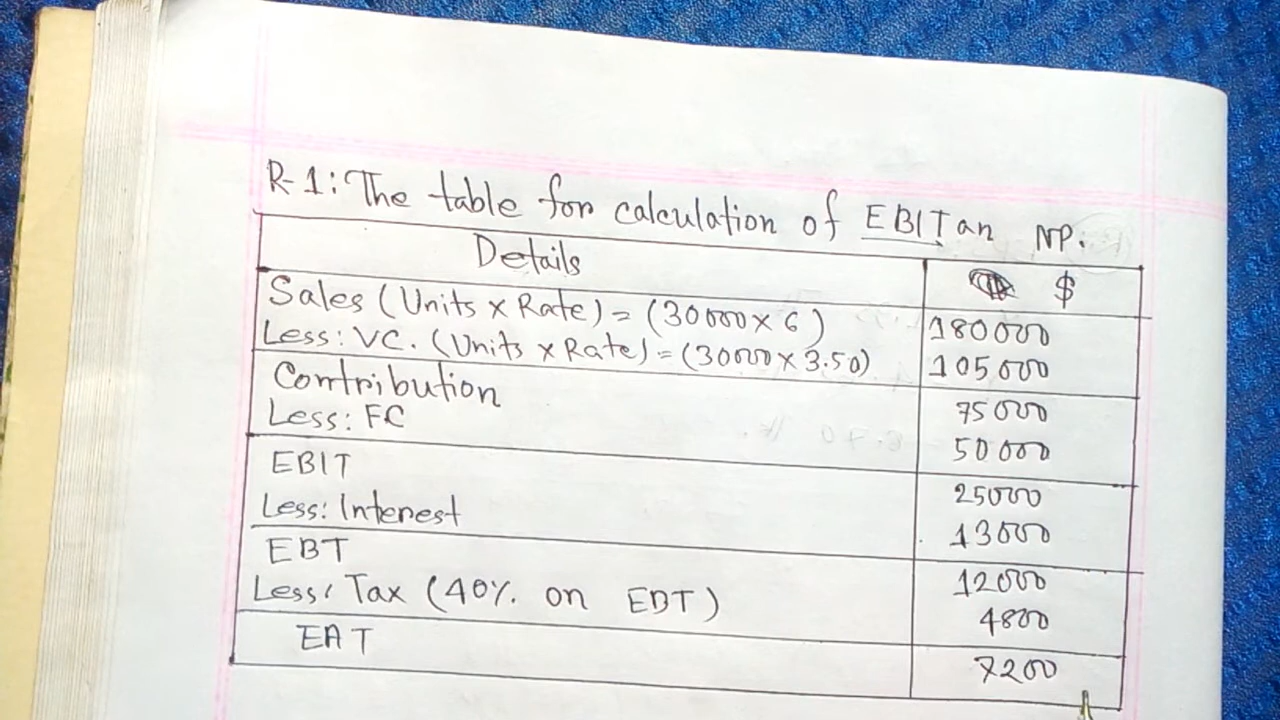 R-1: The table for calculation of EBIT an NP.
Details $
Sales (Units x Rate) = (30000 x 6) 180000
Less: VC. (Units x Rate) = (30000 x 3.50) 105000
Contribution 75000
Less: FC 50000
EBIT 25000
Less: Interest 13000
EBT 12000
Less: Tax (40% on EBT) 4800
EAT 7200